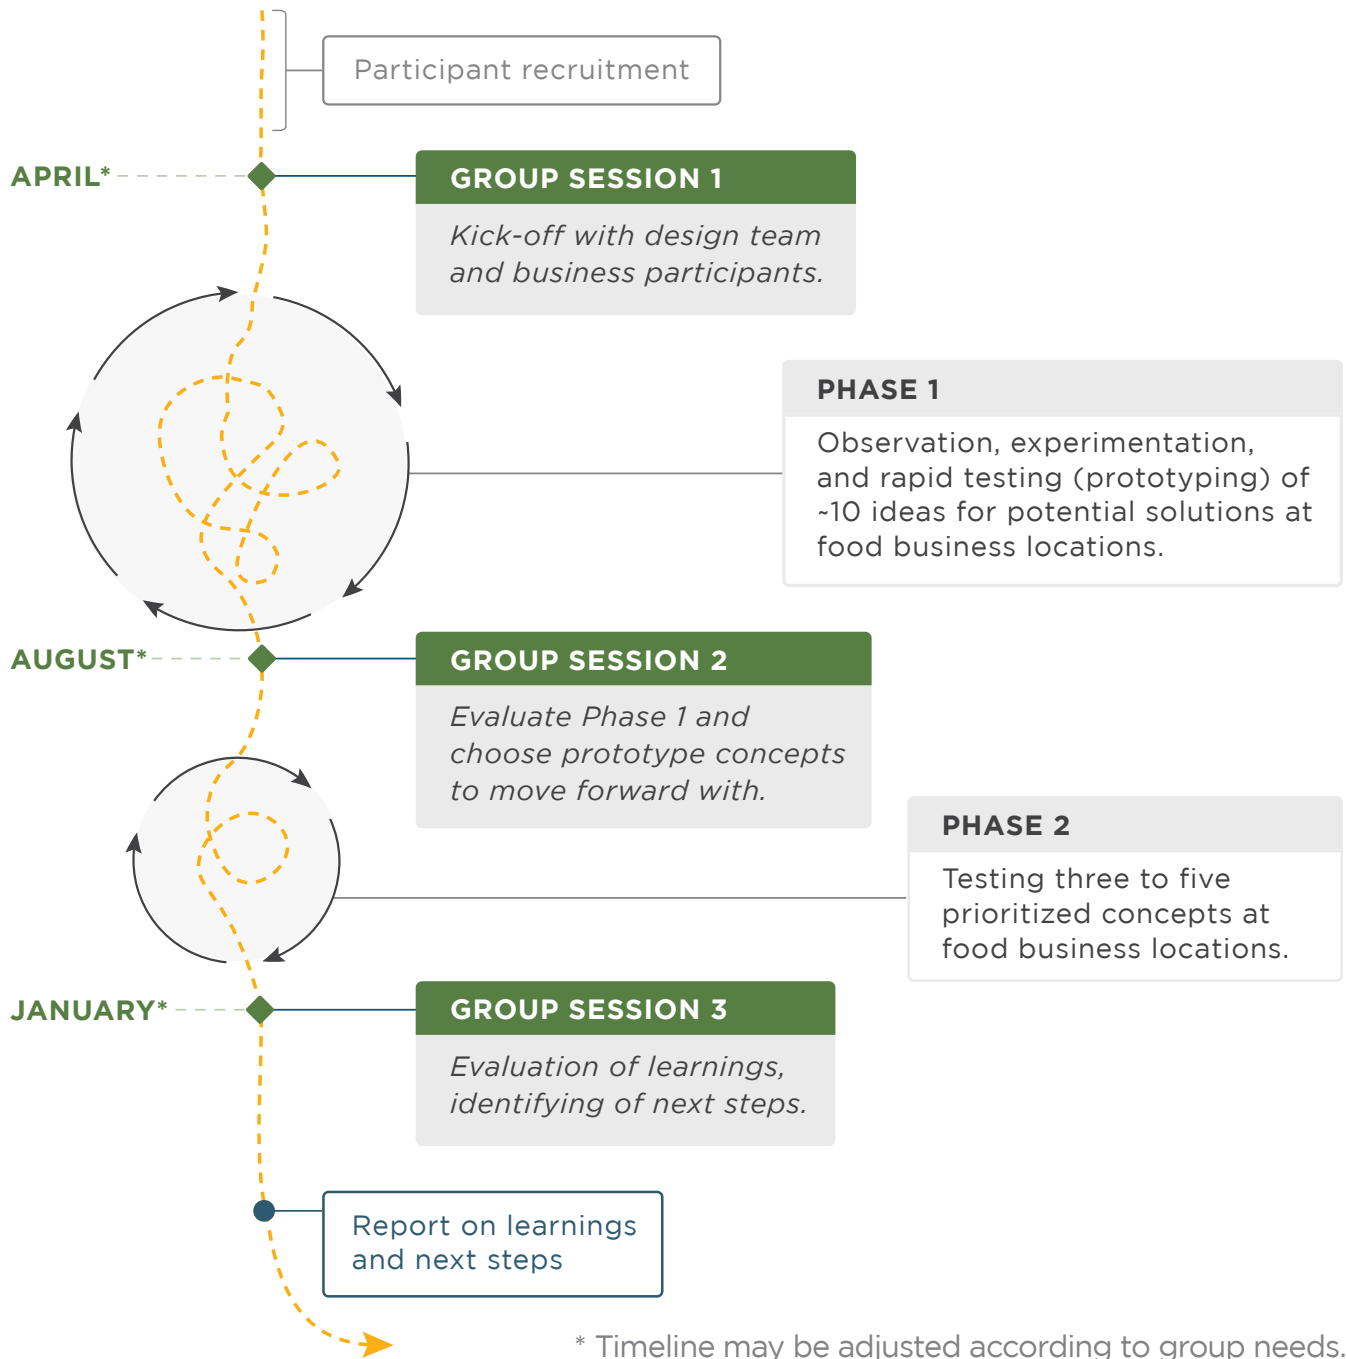 Participant recruitment
APRIL*
GROUP SESSION 1
Kick-off with design team
and business participants.
PHASE 1
Observation, experimentation,
and rapid testing (prototyping) of
~10 ideas for potential solutions at
food business locations.
AUGUST*
GROUP SESSION 2
Evaluate Phase 1 and
choose prototype concepts
to move forward with.
PHASE 2
Testing three to five
prioritized concepts at
food business locations.
JANUARY*
GROUP SESSION 3
Evaluation of learnings,
identifying of next steps.
Report on learnings
and next steps
* Timeline may be adjusted according to group needs.